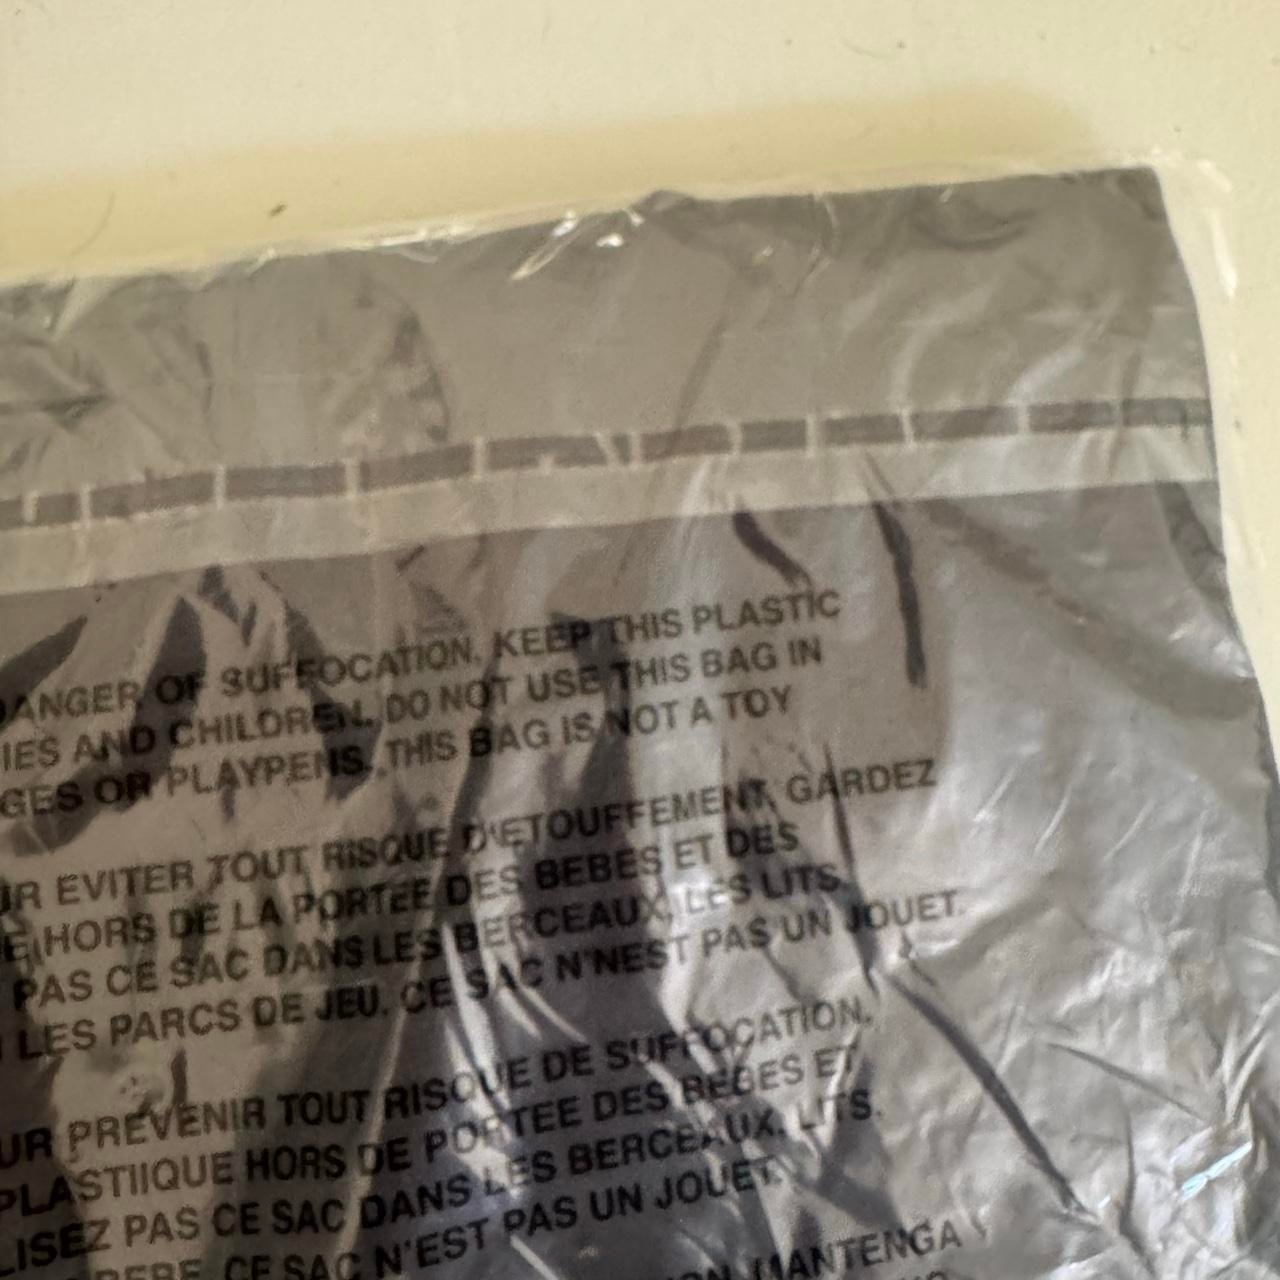 DANGER OF SUFFOCATION. KEEP THIS PLASTIC
IES AND CHILDREN. DO NOT USE THIS BAG IN
GES OR PLAYPENS. THIS BAG IS NOT A TOY
UR EVITER TOUT RISQUE D'ETOUFFEMENT, GARDEZ
E HORS DE LA PORTEE DES BEBES ET DES
PAS CE SAC DANS LES BERCEAUX, LES LITS.
LES PARCS DE JEU. CE SAC N'NEST PAS UN JOUET.
UR PREVENIR TOUT RISQUE DE SUFFOCATION,
PLASTIIQUE HORS DE PORTEE DES BEBES ET
LISEZ PAS CE SAC DANS LES BERCEAUX. LITS.
BEBE. CE SAC N'EST PAS UN JOUET.
ON, MANTENGA